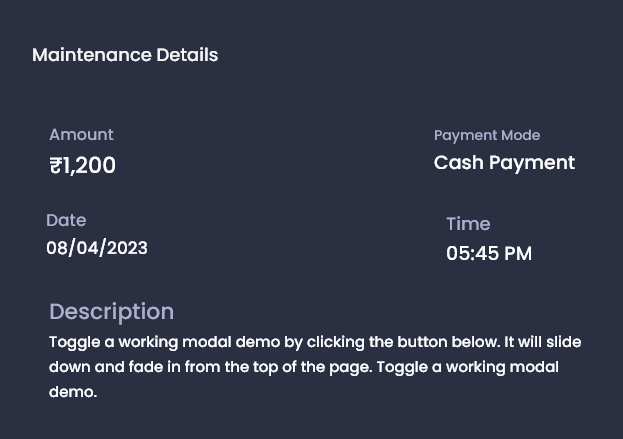 Maintenance Details
Amount
Payment Mode
₹1,200
Cash Payment
Date
Time
08/04/2023
05:45 PM
Description
Toggle a working modal demo by clicking the button below. It will slide
down and fade in from the top of the page. Toggle a working modal
demo.